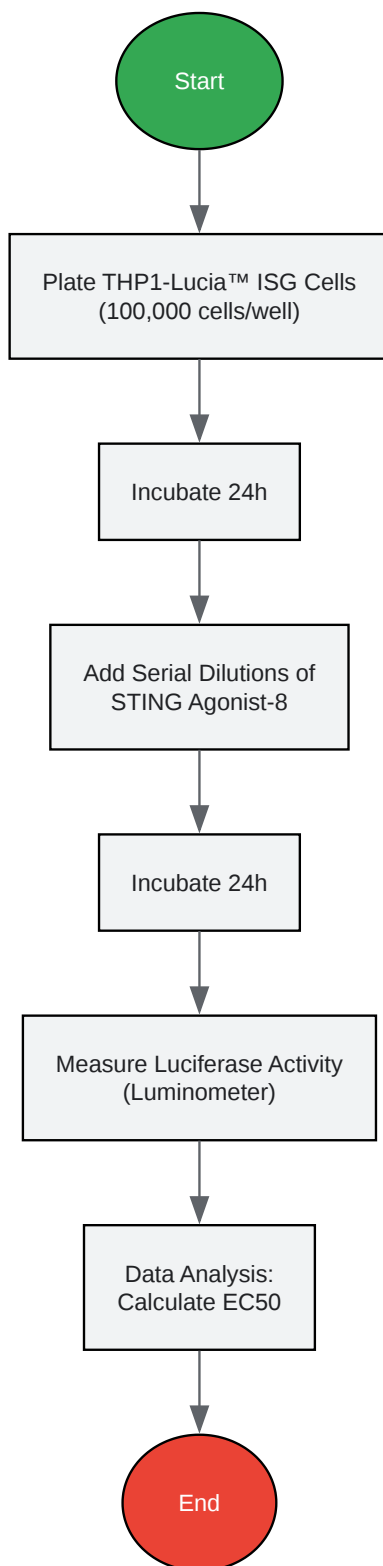 Start
Plate THP1-Lucia™ ISG Cells
(100,000 cells/well)
Incubate 24h
Add Serial Dilutions of
STING Agonist-8
Incubate 24h
Measure Luciferase Activity
(Luminometer)
Data Analysis:
Calculate EC50
End